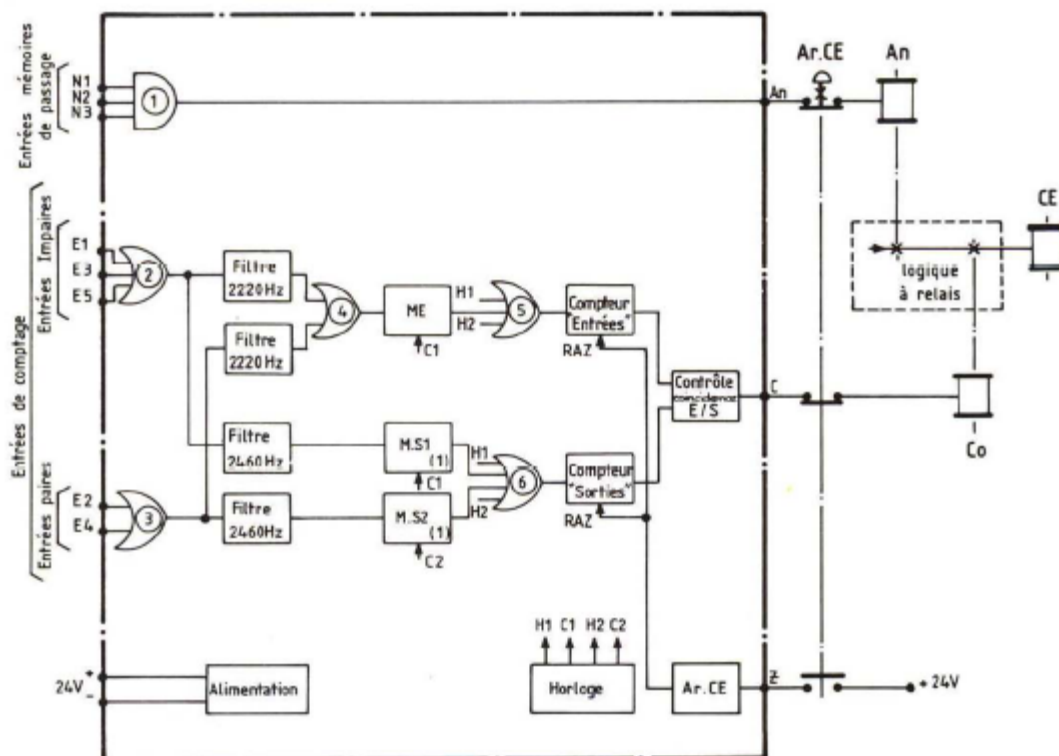 Entrées mémoires
de passage
N1
N2
N3
1
An
Ar.CE
An
CE
logique
à relais
Entrées de comptage
Entrées Impaires
E1
E3
E5
2
Filtre
2220Hz
Filtre
2220Hz
4
ME
C1
H1
H2
5
Compteur
"Entrées"
RAZ
Contrôle
coincidence
E/S
C
Co
Filtre
2460Hz
M.S1
(1)
C1
H1
H2
6
Compteur
"Sorties"
RAZ
Entrées paires
E2
E4
3
Filtre
2460Hz
M.S2
(1)
C2
H1 C1 H2 C2
Horloge
Ar.CE
Z
+ 24V
24V
+
-
Alimentation